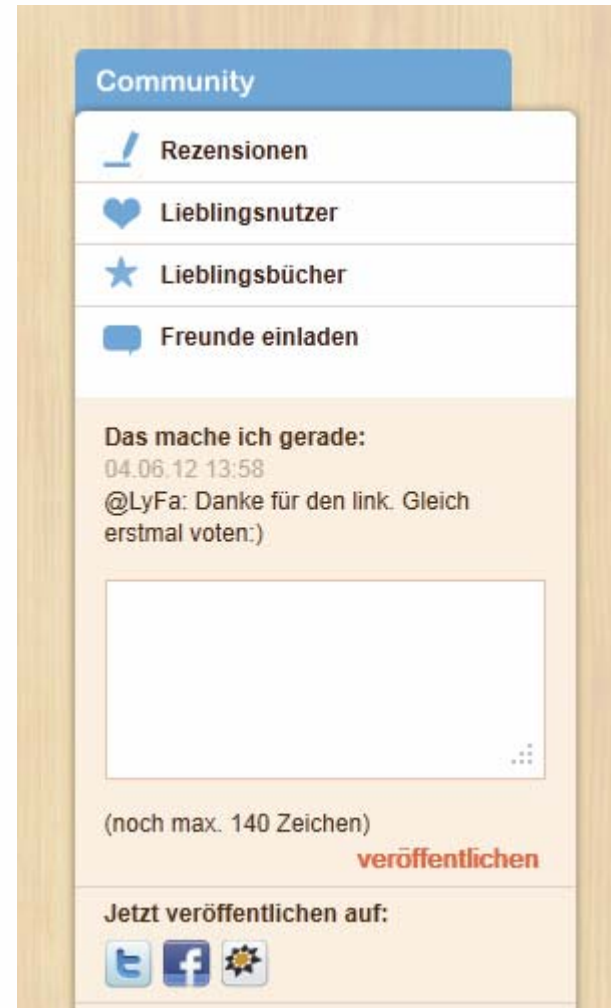 Community
Rezensionen
Lieblingsnutzer
Lieblingsbücher
Freunde einladen
Das mache ich gerade:
04.06.12 13:58
@LyFa: Danke für den link. Gleich
erstmal voten:)
(noch max. 140 Zeichen)
veröffentlichen
Jetzt veröffentlichen auf: